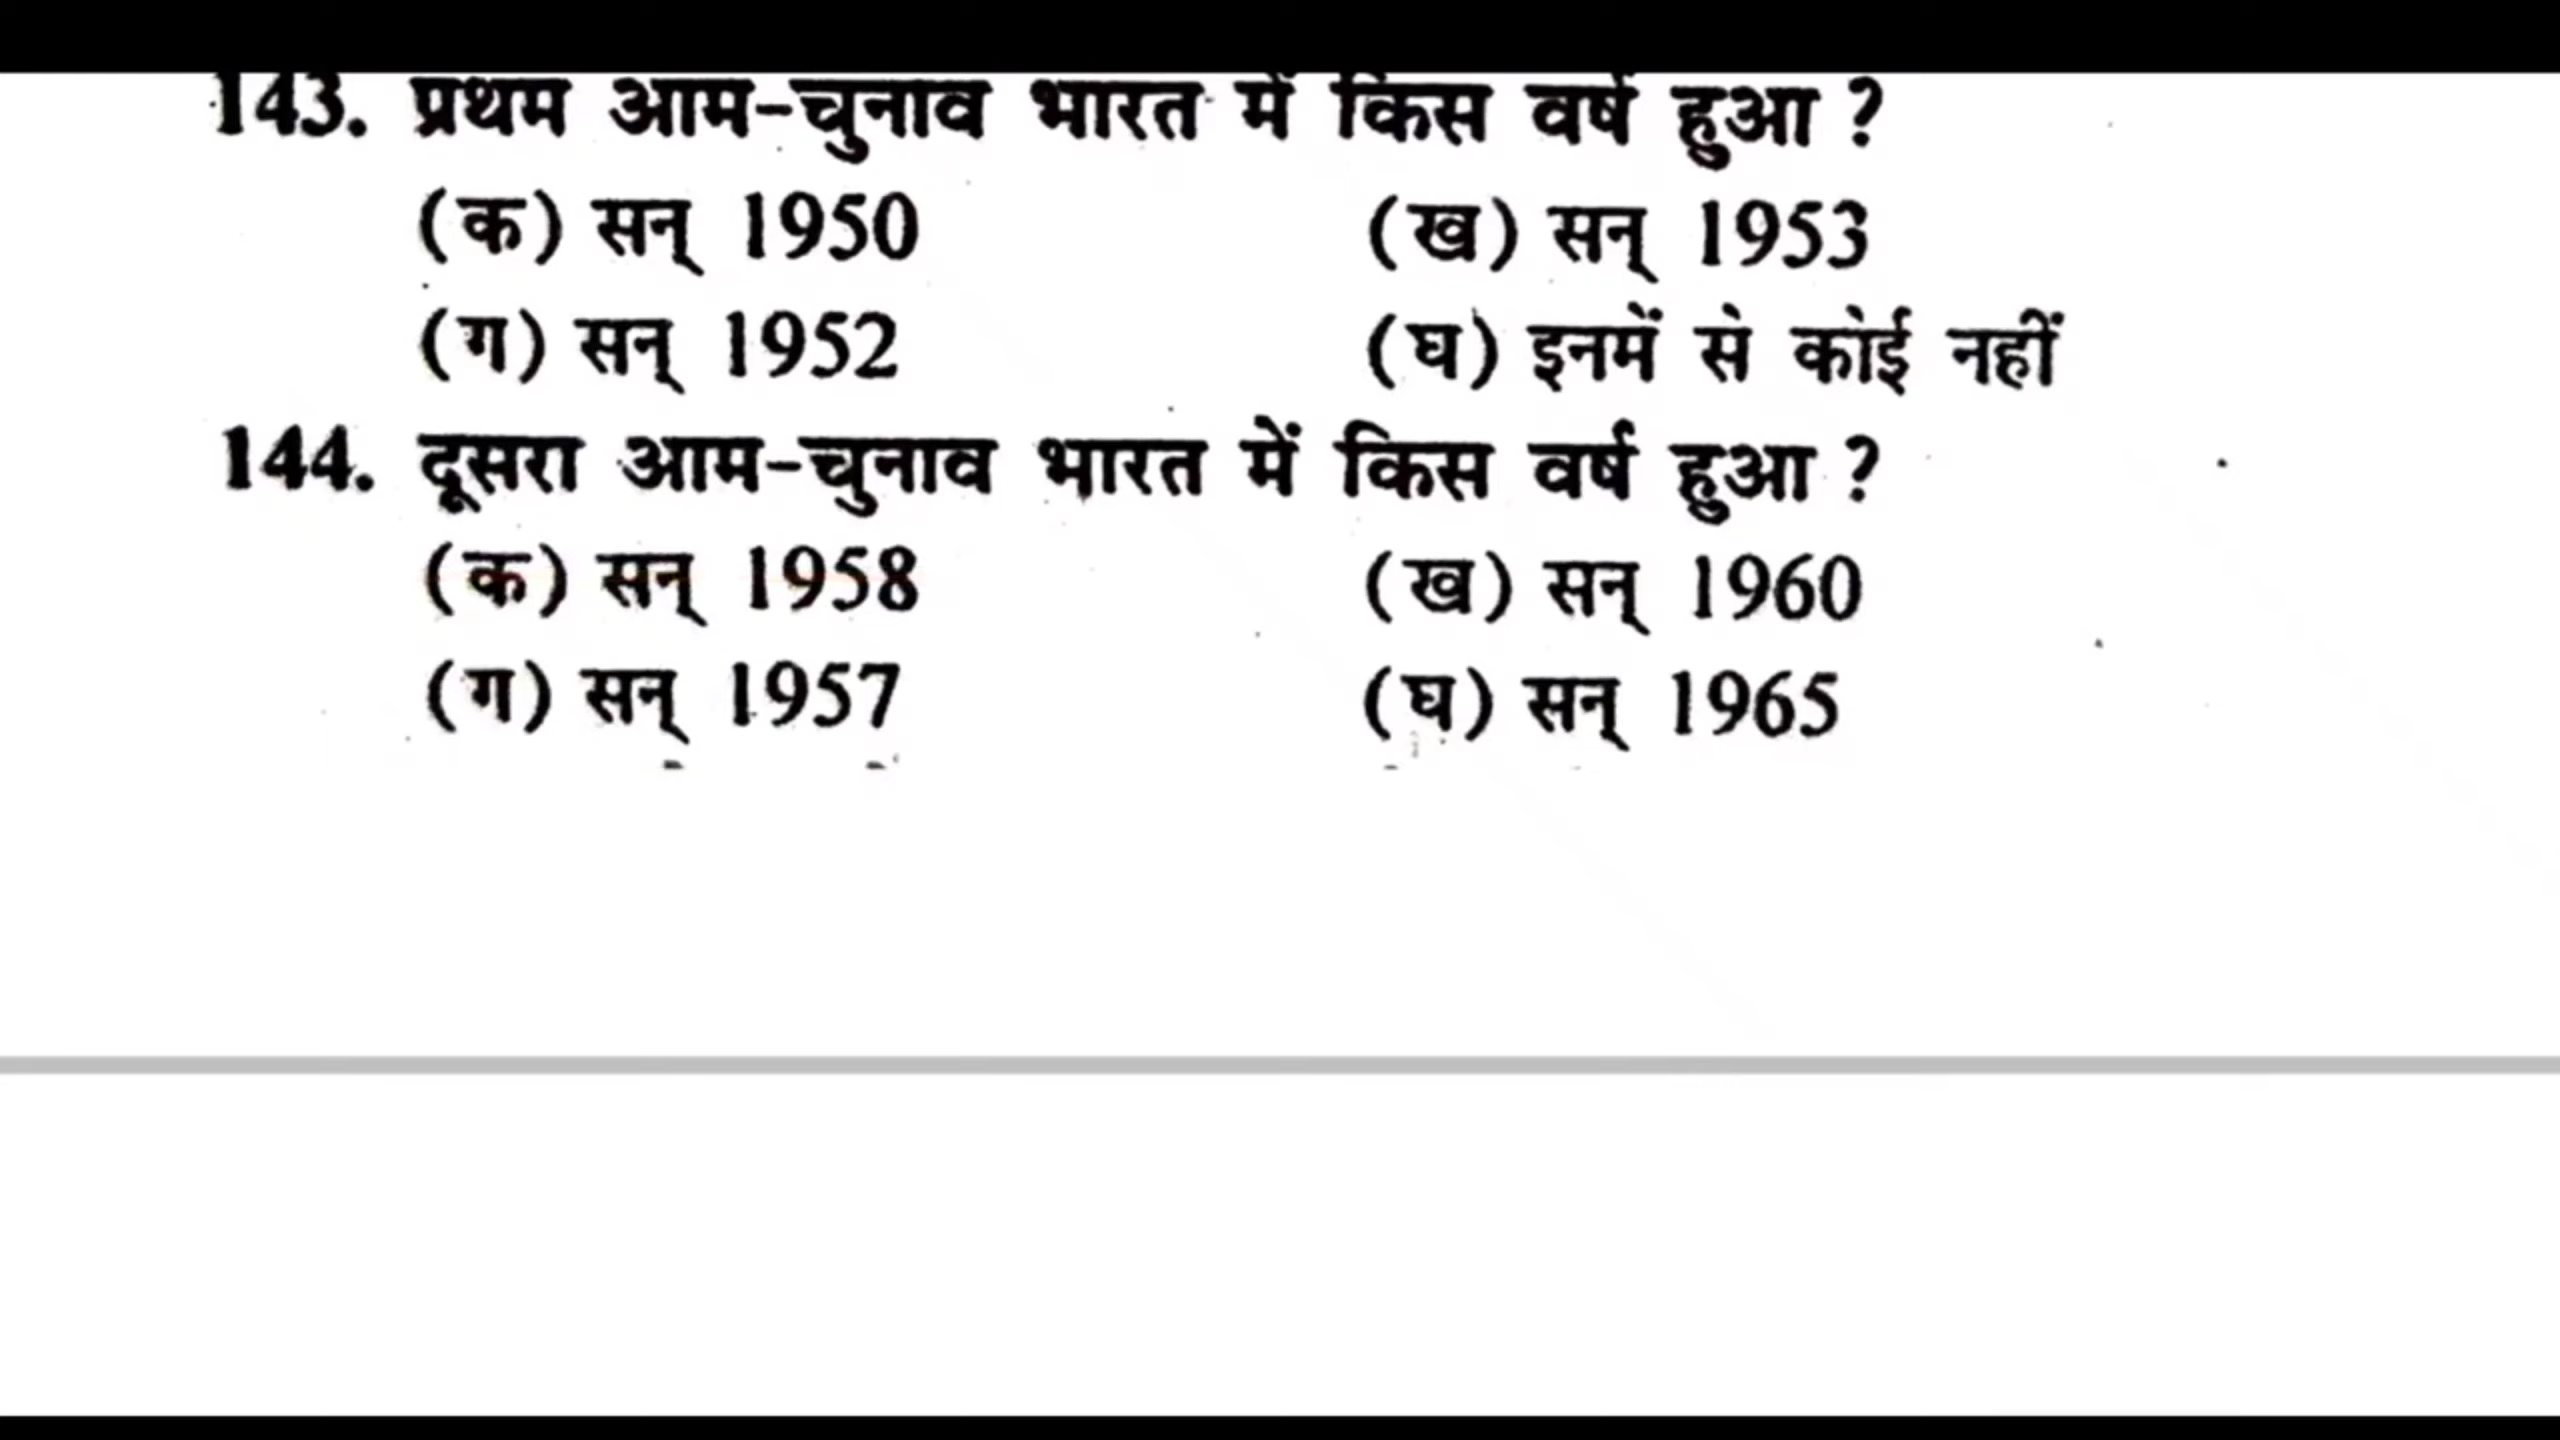 143. प्रथम आम-चुनाव भारत में किस वर्ष हुआ ?
(क) सन् 1950 (ख) सन् 1953
(ग) सन् 1952 (घ) इनमें से कोई नहीं
144. दूसरा आम-चुनाव भारत में किस वर्ष हुआ ?
(क) सन् 1958 (ख) सन् 1960
(ग) सन् 1957 (घ) सन् 1965